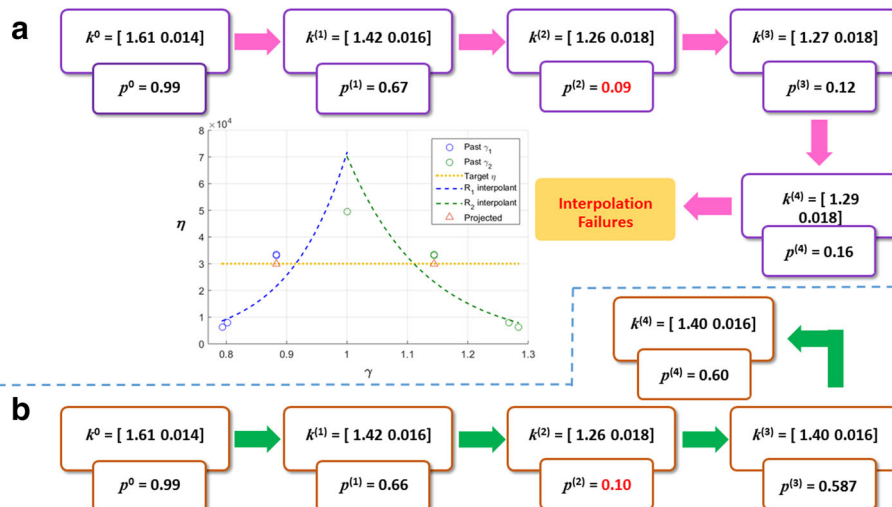 a
k⁰ = [ 1.61 0.014]
p⁰ = 0.99
k⁽¹⁾ = [ 1.42 0.016]
p⁽¹⁾ = 0.67
k⁽²⁾ = [ 1.26 0.018]
p⁽²⁾ = 0.09
k⁽³⁾ = [ 1.27 0.018]
p⁽³⁾ = 0.12
k⁽⁴⁾ = [ 1.29
0.018]
p⁽⁴⁾ = 0.16
Interpolation
Failures
×10⁴
8
7
6
5
4
3
2
1
0
η
0.8
0.9
1
1.1
1.2
1.3
γ
Past γ₁
Past γ₂
Target η
R₁ interpolant
R₂ interpolant
Projected
k⁽⁴⁾ = [ 1.40 0.016]
p⁽⁴⁾ = 0.60
b
k⁰ = [ 1.61 0.014]
p⁰ = 0.99
k⁽¹⁾ = [ 1.42 0.016]
p⁽¹⁾ = 0.66
k⁽²⁾ = [ 1.26 0.018]
p⁽²⁾ = 0.10
k⁽³⁾ = [ 1.40 0.016]
p⁽³⁾ = 0.587